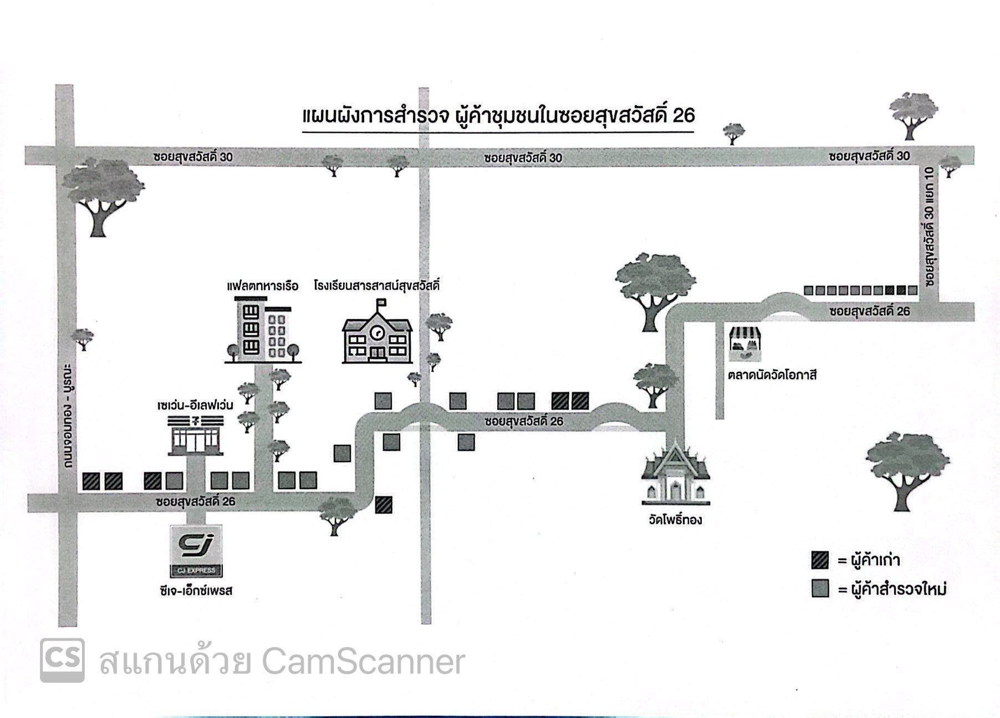 แผนผังการสำรวจ ผู้ค้าชุมชนในซอยสุขสวัสดิ์ 26
ซอยสุขสวัสดิ์ 30
ซอยสุขสวัสดิ์ 30
ซอยสุขสวัสดิ์ 30
ซอยสุขสวัสดิ์ 30 แยก 10
แฟลตทหารเรือ
โรงเรียนสารสาสน์สุขสวัสดิ์
ซอยสุขสวัสดิ์ 26
ตลาดนัดวัดโอภาสี
ถนนจอมทอง - บูรณะ
เซเว่น-อีเลฟเว่น
7
ซอยสุขสวัสดิ์ 26
ซอยสุขสวัสดิ์ 26
วัดโพธิ์ทอง
CJ
CJ EXPRESS
ซีเจ-เอ็กซ์เพรส
= ผู้ค้าเก่า
= ผู้ค้าสำรวจใหม่
CS สแกนด้วย CamScanner